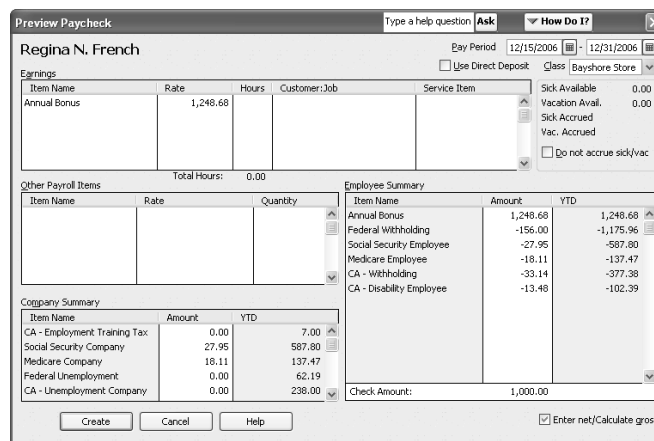 Preview Paycheck Type a help question Ask How Do I?
Regina N. French
Pay Period 12/15/2006 - 12/31/2006
Use Direct Deposit Class Bayshore Store
Earnings
Item Name Rate Hours Customer:Job Service Item
Annual Bonus 1,248.68
Total Hours: 0.00
Sick Available 0.00
Vacation Avail. 0.00
Sick Accrued
Vac. Accrued
Do not accrue sick/vac
Other Payroll Items
Item Name Rate Quantity
Employee Summary
Item Name Amount YTD
Annual Bonus 1,248.68 1,248.68
Federal Withholding -156.00 -1,175.96
Social Security Employee -27.95 -587.80
Medicare Employee -18.11 -137.47
CA - Withholding -33.14 -377.38
CA - Disability Employee -13.48 -102.39
Check Amount: 1,000.00
Company Summary
Item Name Amount YTD
CA - Employment Training Tax 0.00 7.00
Social Security Company 27.95 587.80
Medicare Company 18.11 137.47
Federal Unemployment 0.00 62.19
CA - Unemployment Company 0.00 238.00
Create Cancel Help
Enter net/Calculate gros